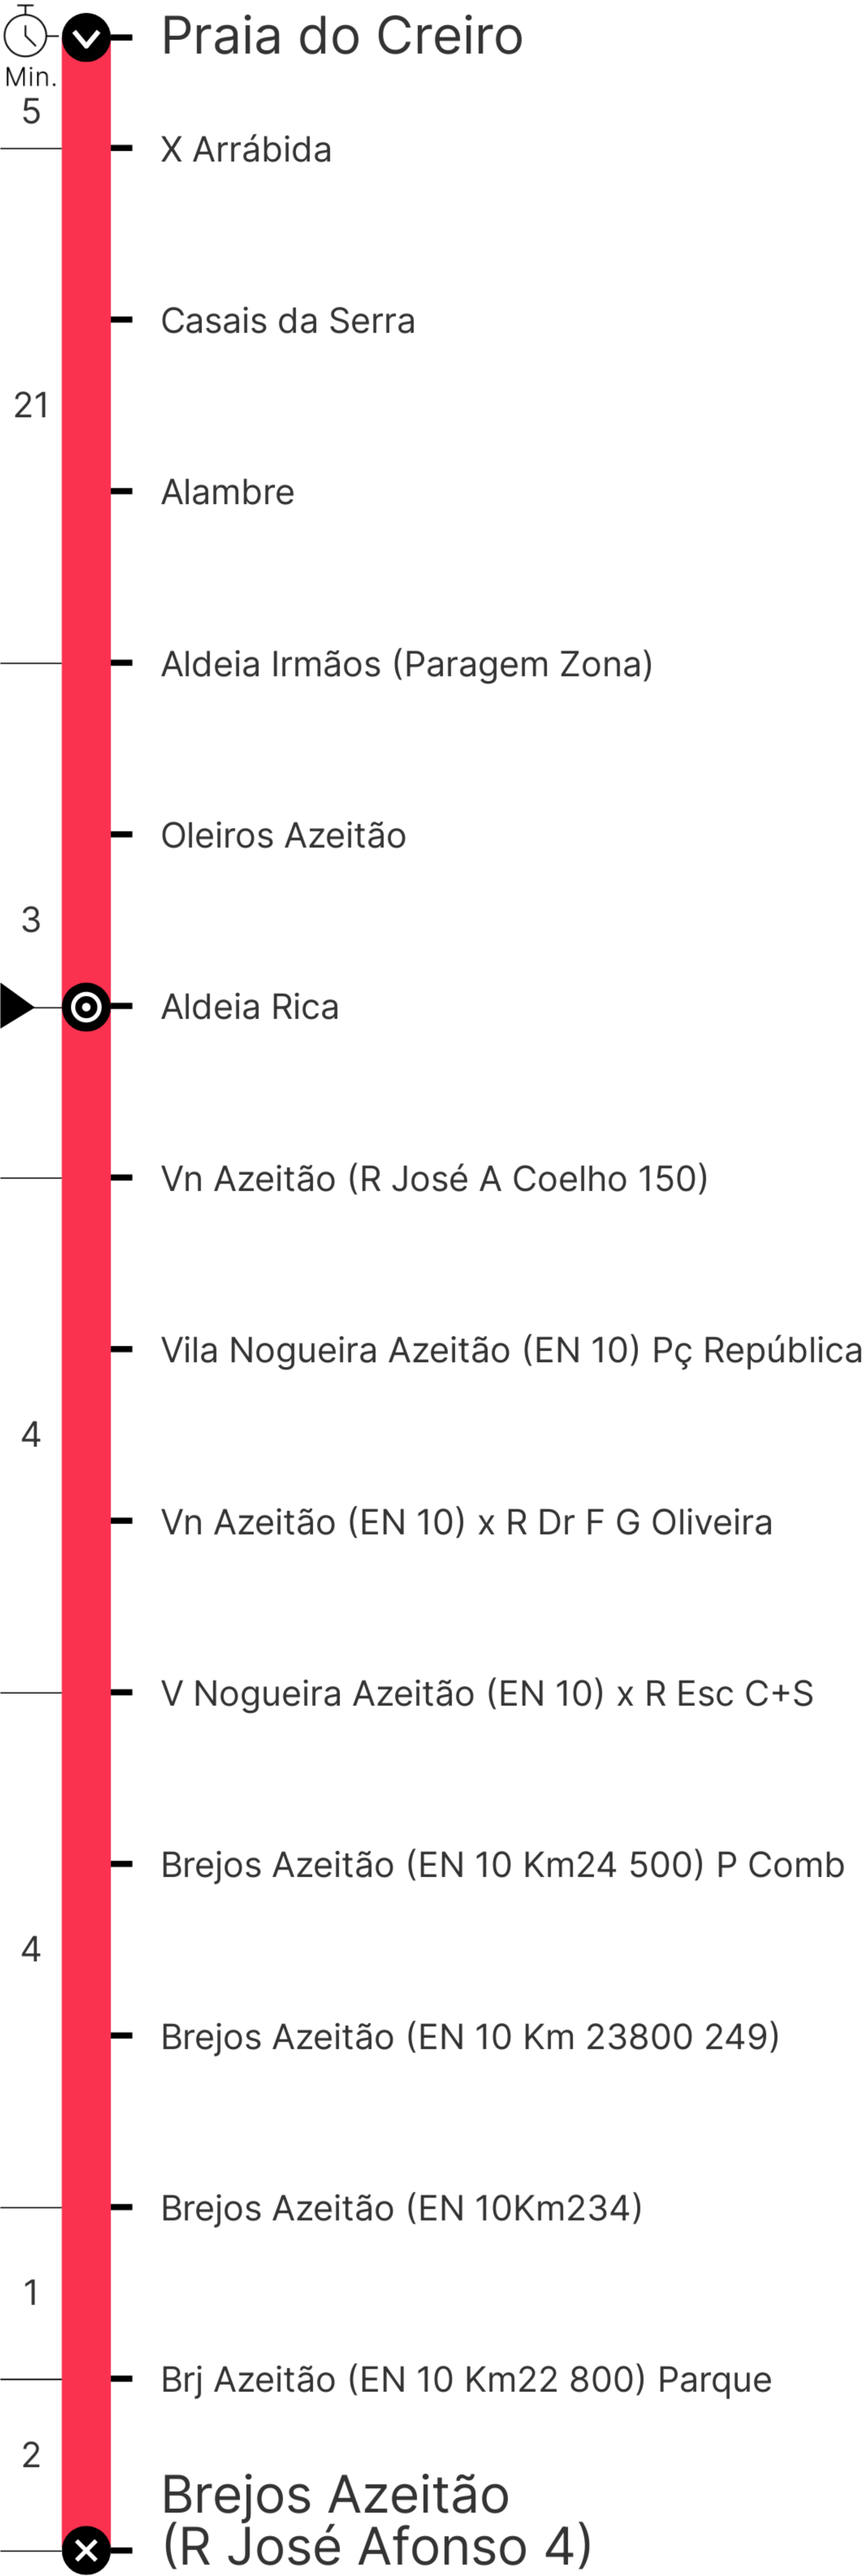 Praia do Creiro
Min.
5
X Arrábida
Casais da Serra
21
Alambre
Aldeia Irmãos (Paragem Zona)
Oleiros Azeitão
3
Aldeia Rica
Vn Azeitão (R José A Coelho 150)
Vila Nogueira Azeitão (EN 10) Pç República
4
Vn Azeitão (EN 10) x R Dr F G Oliveira
V Nogueira Azeitão (EN 10) x R Esc C+S
Brejos Azeitão (EN 10 Km24 500) P Comb
4
Brejos Azeitão (EN 10 Km 23800 249)
Brejos Azeitão (EN 10Km234)
1
Brj Azeitão (EN 10 Km22 800) Parque
2
Brejos Azeitão
(R José Afonso 4)